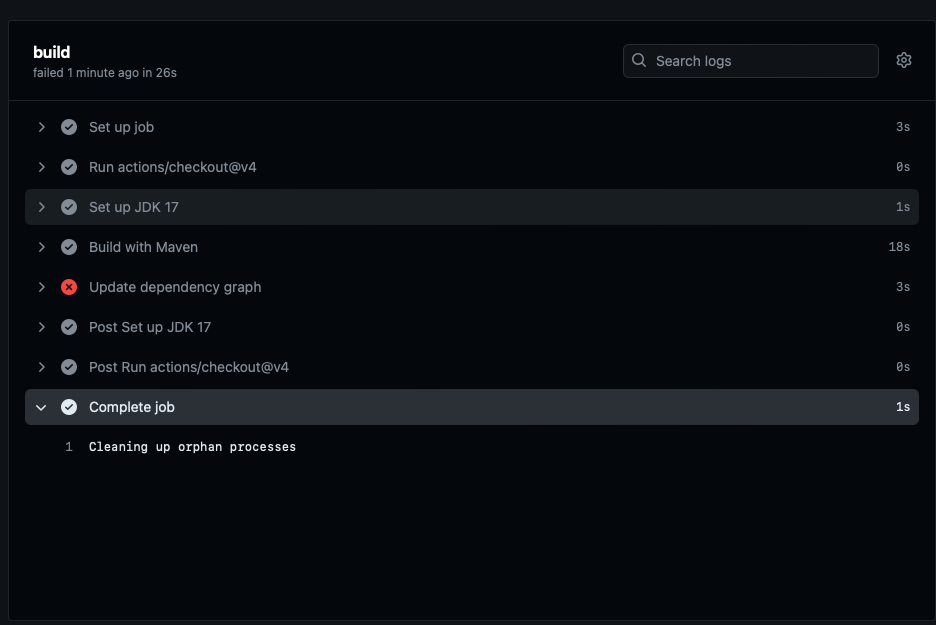 build
failed 1 minute ago in 26s
Search logs
Set up job 3s
Run actions/checkout@v4 0s
Set up JDK 17 1s
Build with Maven 18s
Update dependency graph 3s
Post Set up JDK 17 0s
Post Run actions/checkout@v4 0s
Complete job 1s
1 Cleaning up orphan processes